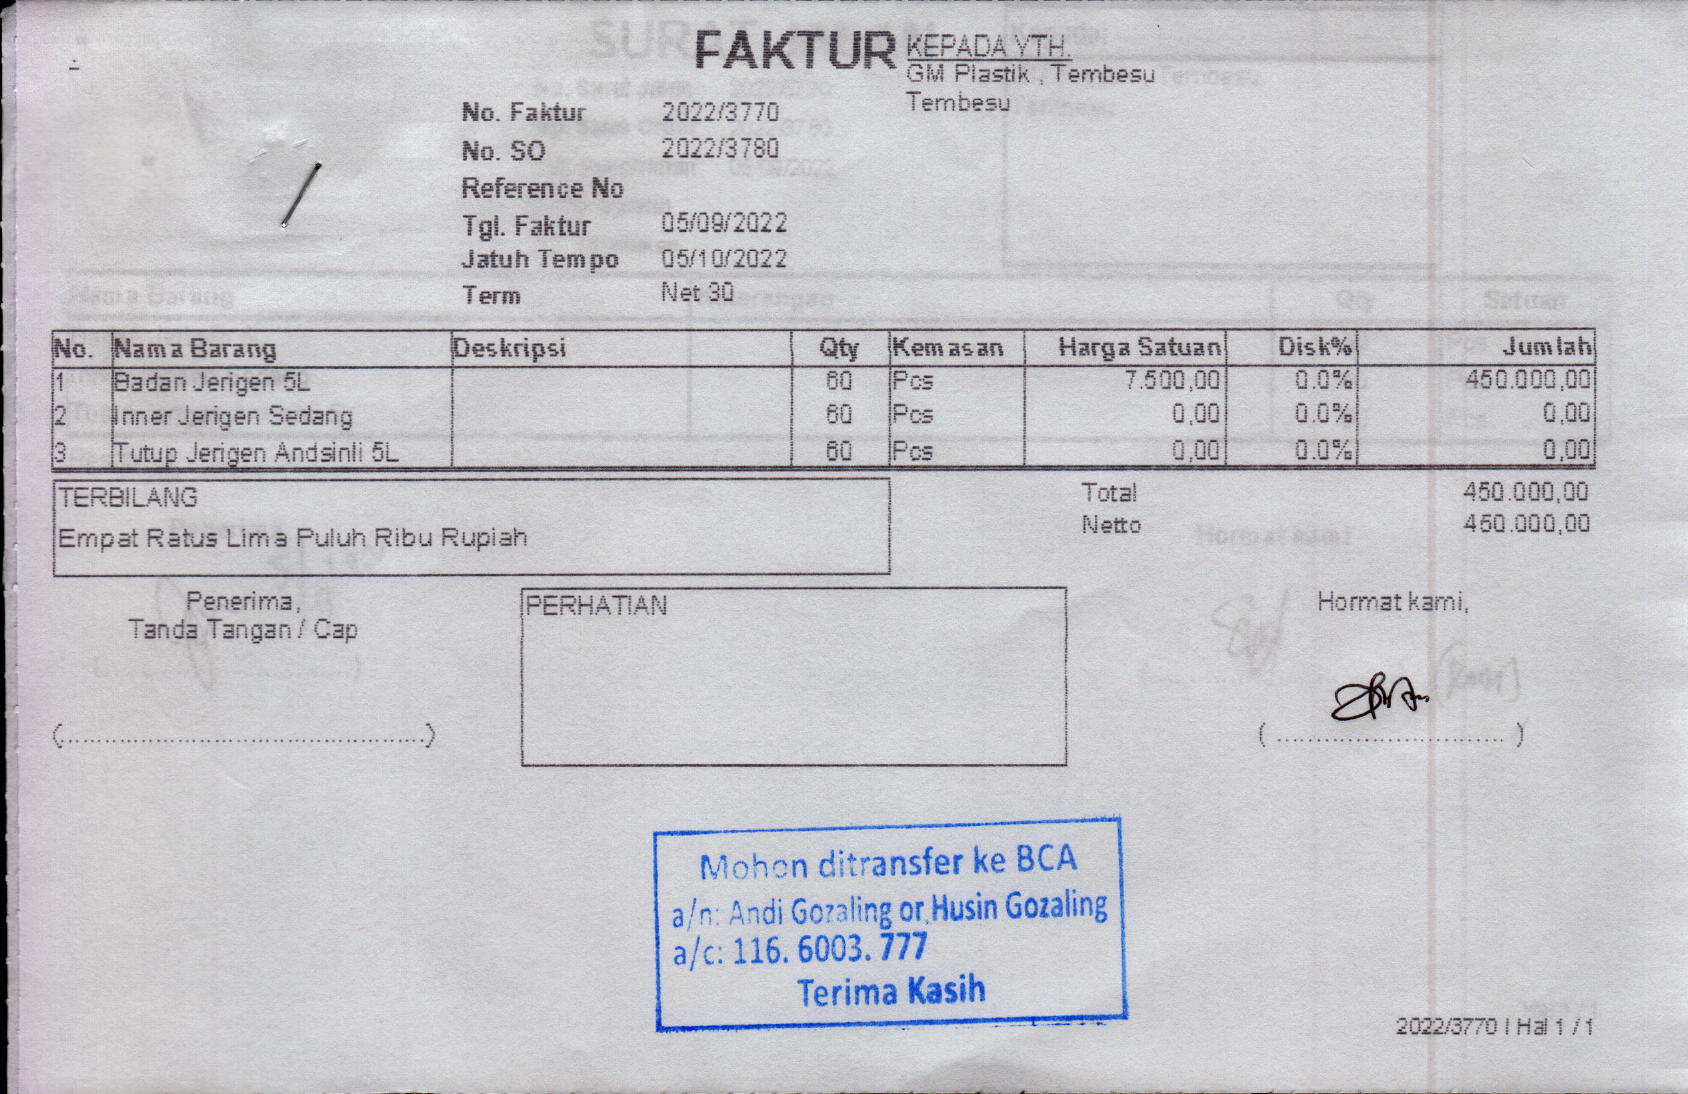 FAKTUR
KEPADA YTH.
GM Plastik , Tembesu
Tembesu
No. Faktur 2022/3770
No. SO 2022/3780
Reference No
Tgl. Faktur 05/09/2022
Jatuh Tempo 05/10/2022
Term Net 30
No. Nama Barang Deskripsi Qty Kemasan Harga Satuan Disk% Jumlah
1 Badan Jerigen 5L 60 Pcs 7.500,00 0.0% 450.000,00
2 Inner Jerigen Sedang 60 Pcs 0,00 0.0% 0,00
3 Tutup Jerigen Andsinli 5L 60 Pcs 0,00 0.0% 0,00
TERBILANG
Empat Ratus Lima Puluh Ribu Rupiah
Total 450.000,00
Netto 450.000,00
Penerima,
Tanda Tangan / Cap
(..............................................)
PERHATIAN
Hormat kami,
( ............................. )
Mohon ditransfer ke BCA
a/n: Andi Gozaling or Husin Gozaling
a/c: 116. 6003. 777
Terima Kasih
2022/3770 | Hal 1 / 1